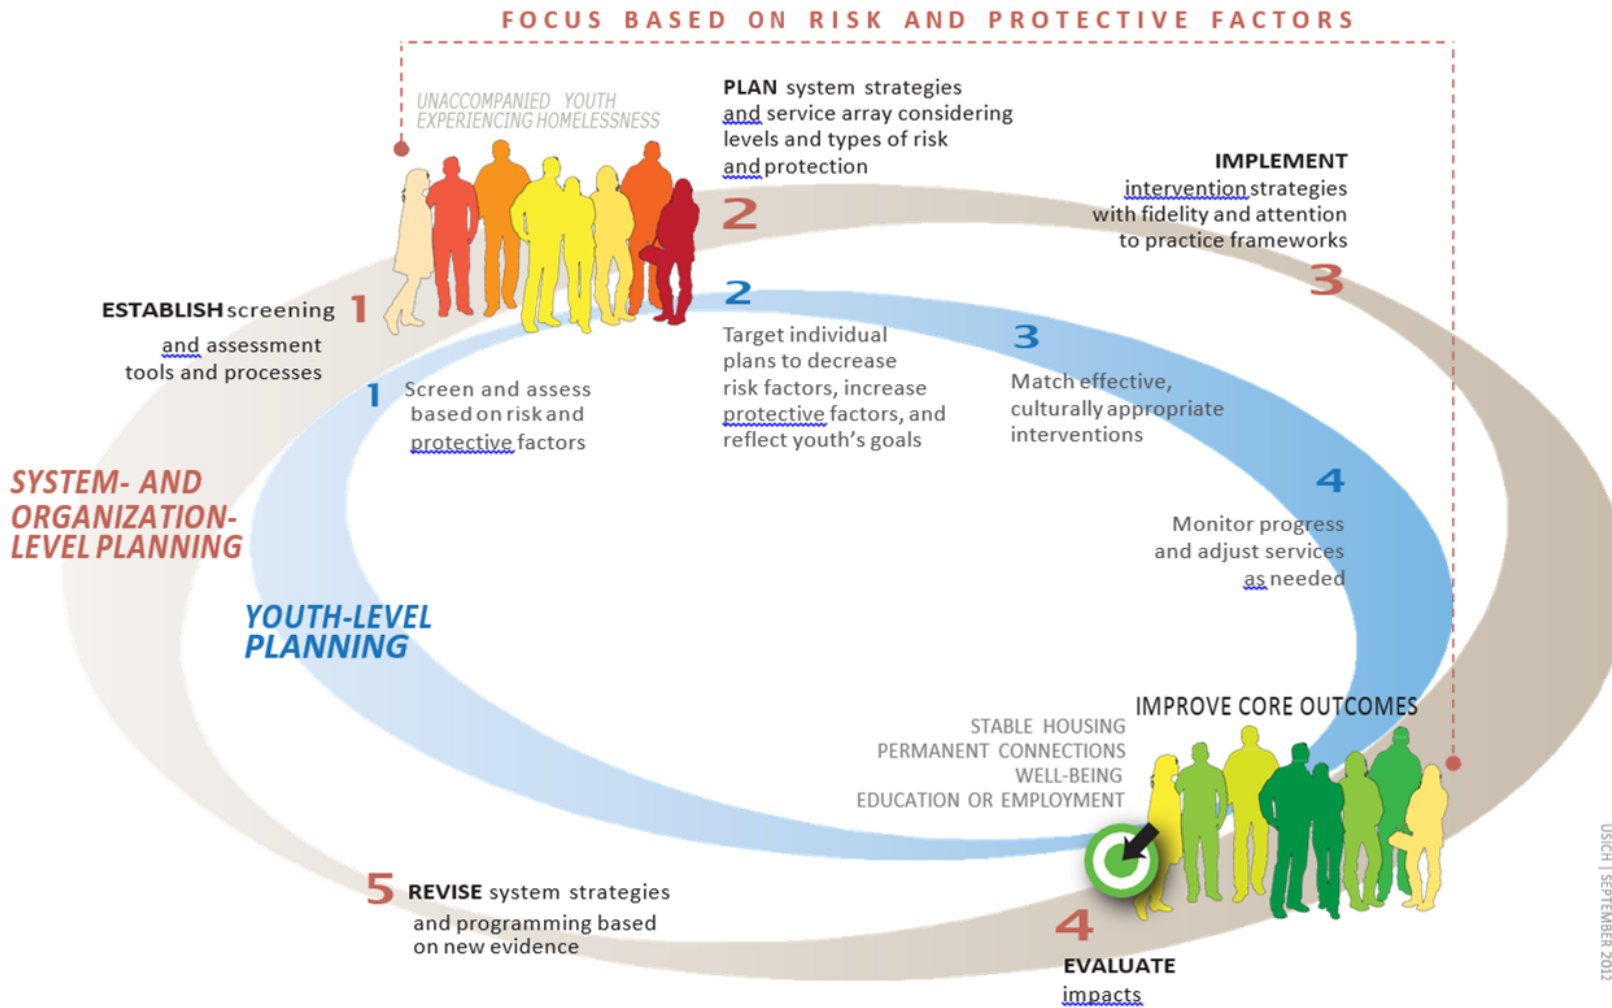 FOCUS BASED ON RISK AND PROTECTIVE FACTORS
UNACCOMPANIED YOUTH
EXPERIENCING HOMELESSNESS
PLAN system strategies
and service array considering
levels and types of risk
and protection
2
IMPLEMENT
intervention strategies
with fidelity and attention
to practice frameworks
3
ESTABLISH screening
and assessment
tools and processes
1
1
Screen and assess
based on risk and
protective factors
2
Target individual
plans to decrease
risk factors, increase
protective factors, and
reflect youth's goals
3
Match effective,
culturally appropriate
interventions
4
Monitor progress
and adjust services
as needed
SYSTEM- AND
ORGANIZATION-
LEVEL PLANNING
YOUTH-LEVEL
PLANNING
IMPROVE CORE OUTCOMES
STABLE HOUSING
PERMANENT CONNECTIONS
WELL-BEING
EDUCATION OR EMPLOYMENT
5 REVISE system strategies
and programming based
on new evidence
4
EVALUATE
impacts
USICH | SEPTEMBER 2012